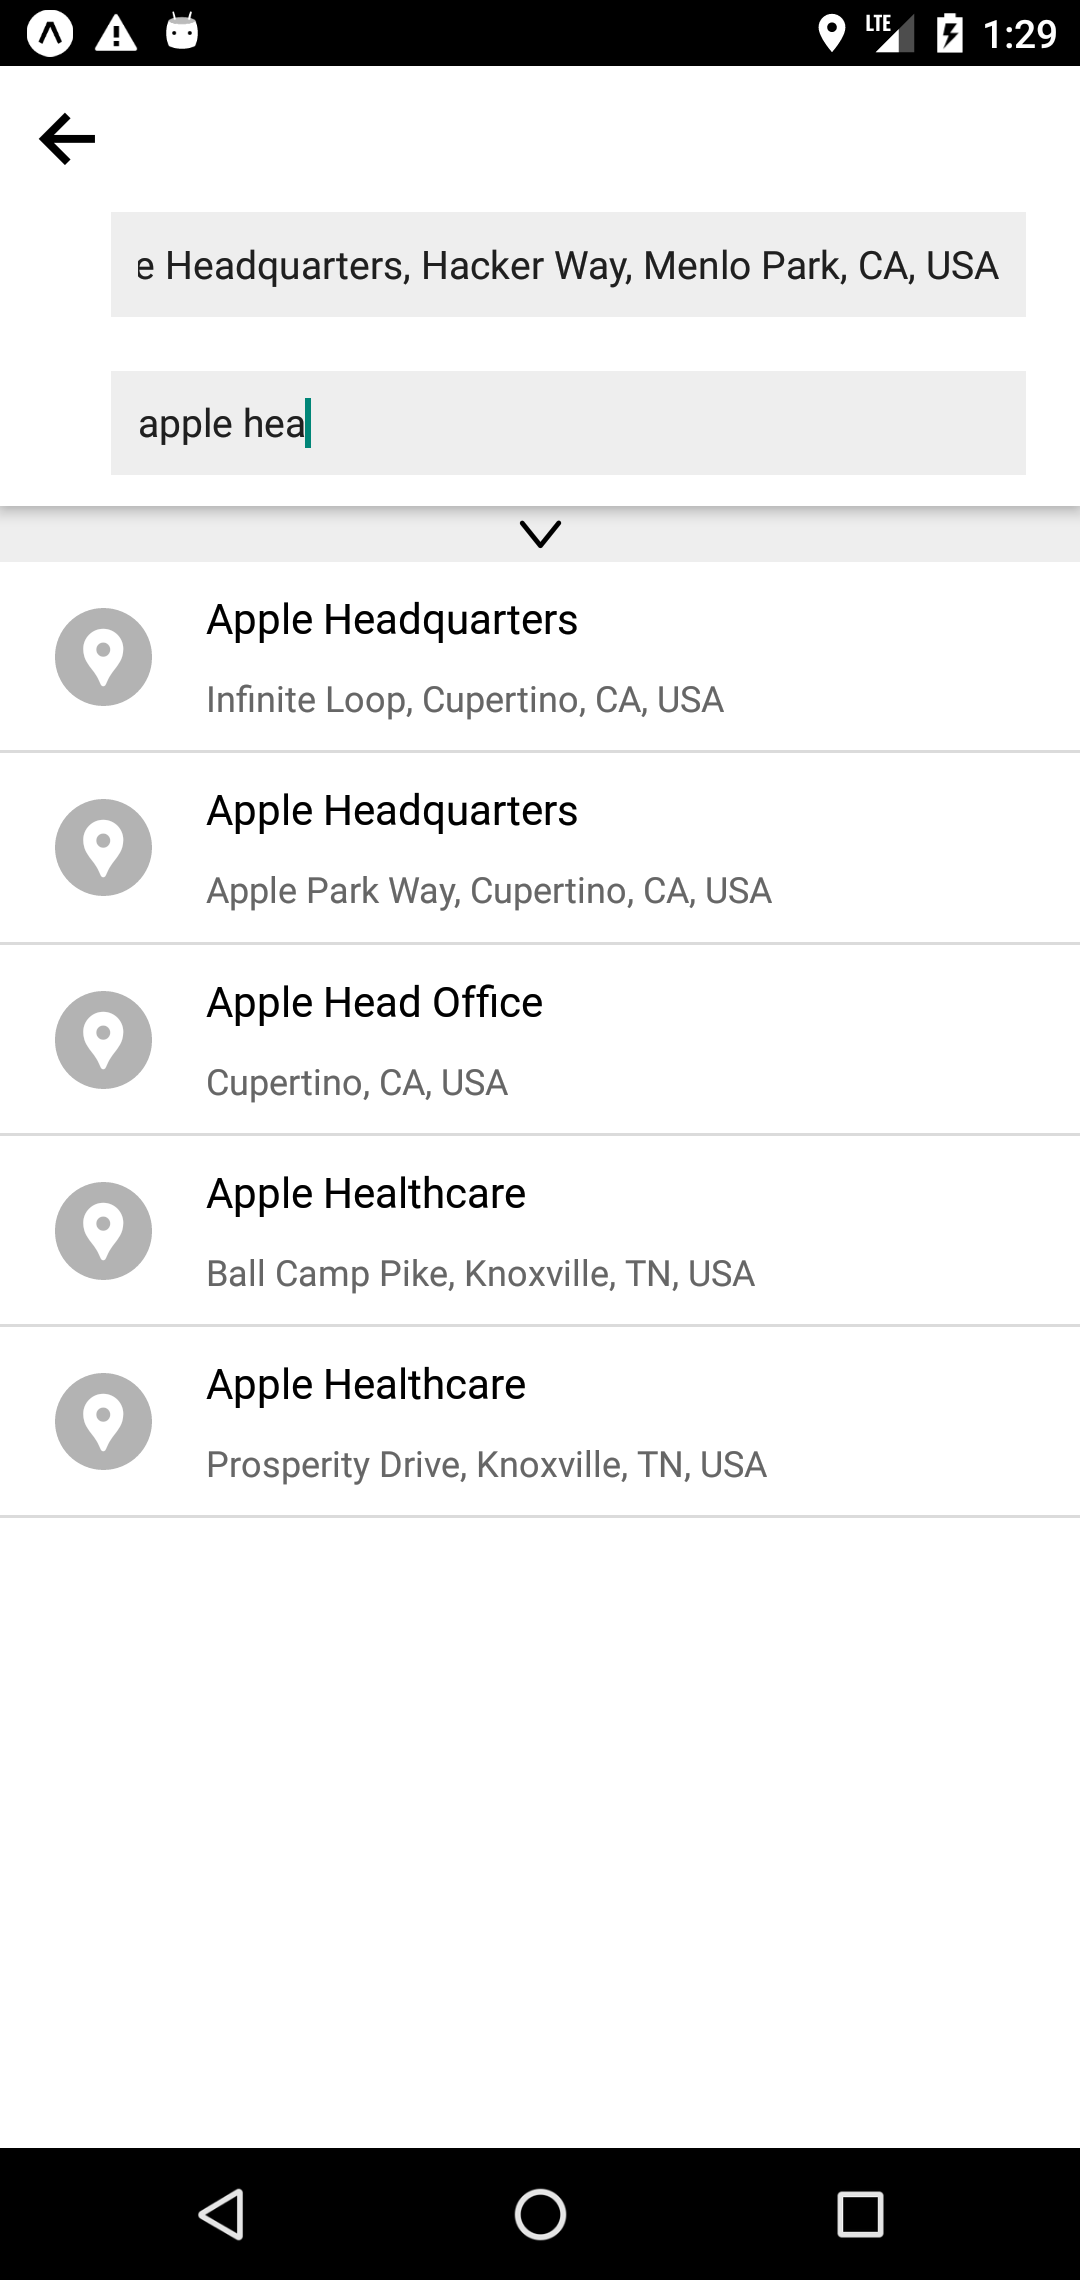 LTE 1:29
e Headquarters, Hacker Way, Menlo Park, CA, USA
apple hea
Apple Headquarters
Infinite Loop, Cupertino, CA, USA
Apple Headquarters
Apple Park Way, Cupertino, CA, USA
Apple Head Office
Cupertino, CA, USA
Apple Healthcare
Ball Camp Pike, Knoxville, TN, USA
Apple Healthcare
Prosperity Drive, Knoxville, TN, USA